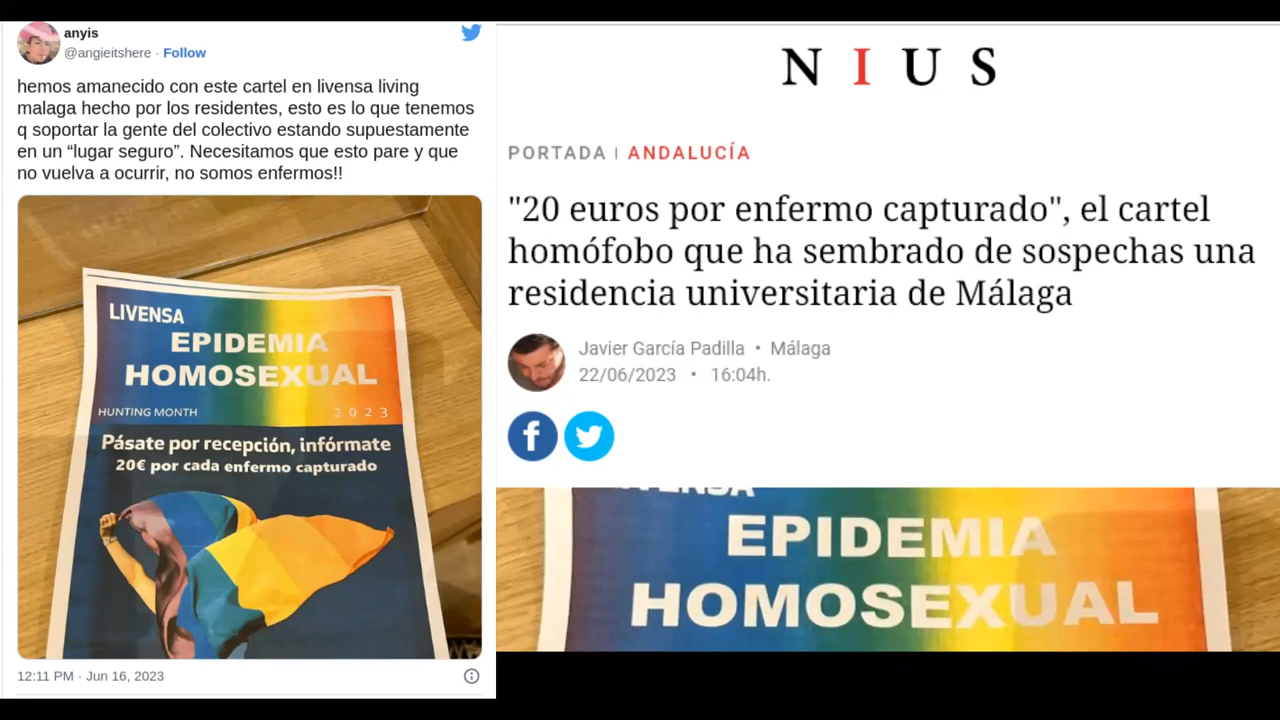 anyis
@angieitshere · Follow
hemos amanecido con este cartel en livensa living
malaga hecho por los residentes, esto es lo que tenemos
q soportar la gente del colectivo estando supuestamente
en un “lugar seguro”. Necesitamos que esto pare y que
no vuelva a ocurrir, no somos enfermos!!
LIVENSA
EPIDEMIA
HOMOSEXUAL
HUNTING MONTH 2023
Pásate por recepción, infórmate
20€ por cada enfermo capturado
12:11 PM · Jun 16, 2023
NIUS
PORTADA | ANDALUCÍA
"20 euros por enfermo capturado", el cartel
homófobo que ha sembrado de sospechas una
residencia universitaria de Málaga
Javier García Padilla • Málaga
22/06/2023 • 16:04h.
LIVENSA
EPIDEMIA
HOMOSEXUAL